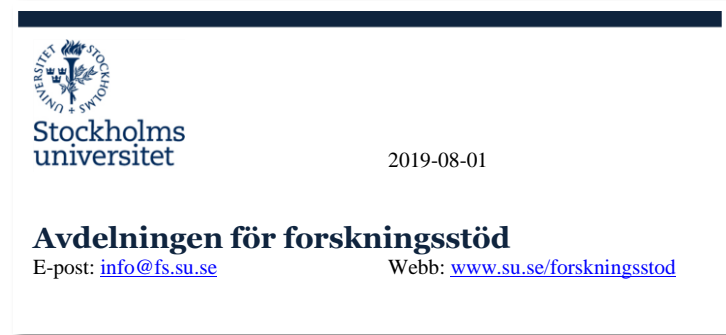 STOCKHOLMS UNIVERSITET
Stockholms
universitet
2019-08-01
Avdelningen för forskningsstöd
E-post: info@fs.su.se Webb: www.su.se/forskningsstod